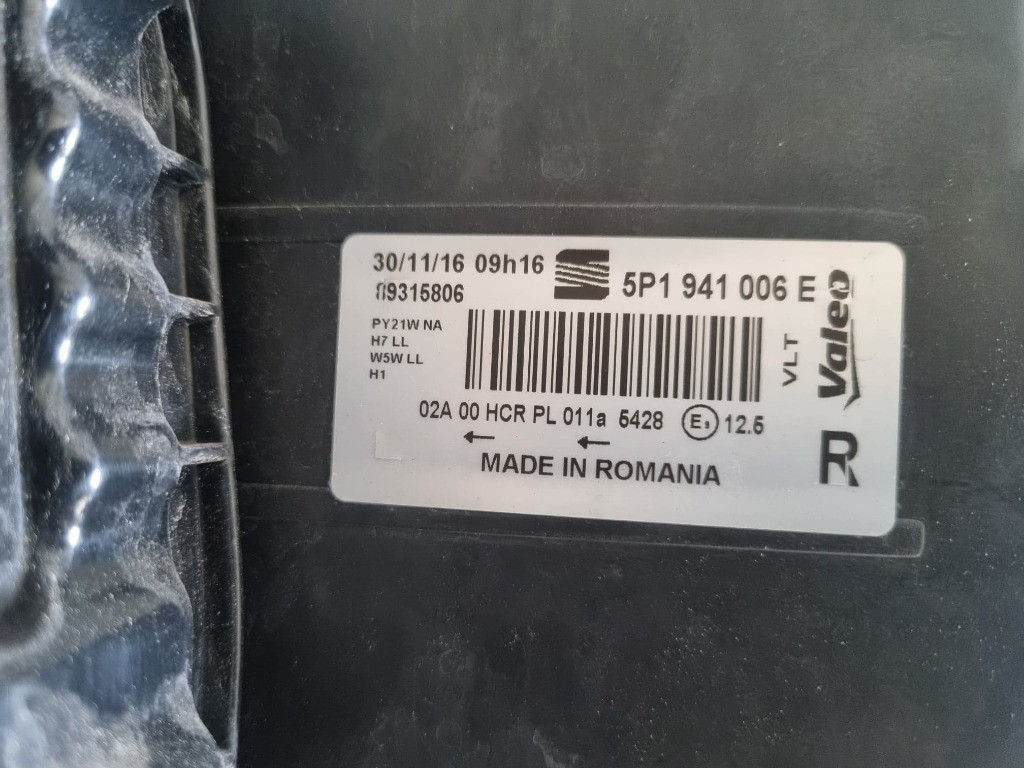 30/11/16 09h16
5P1 941 006 E
89315806
PY21W NA
H7 LL
W5W LL
H1
VLT
Valeo
02A 00 HCR PL 011a 5428 E 12.5
MADE IN ROMANIA
R